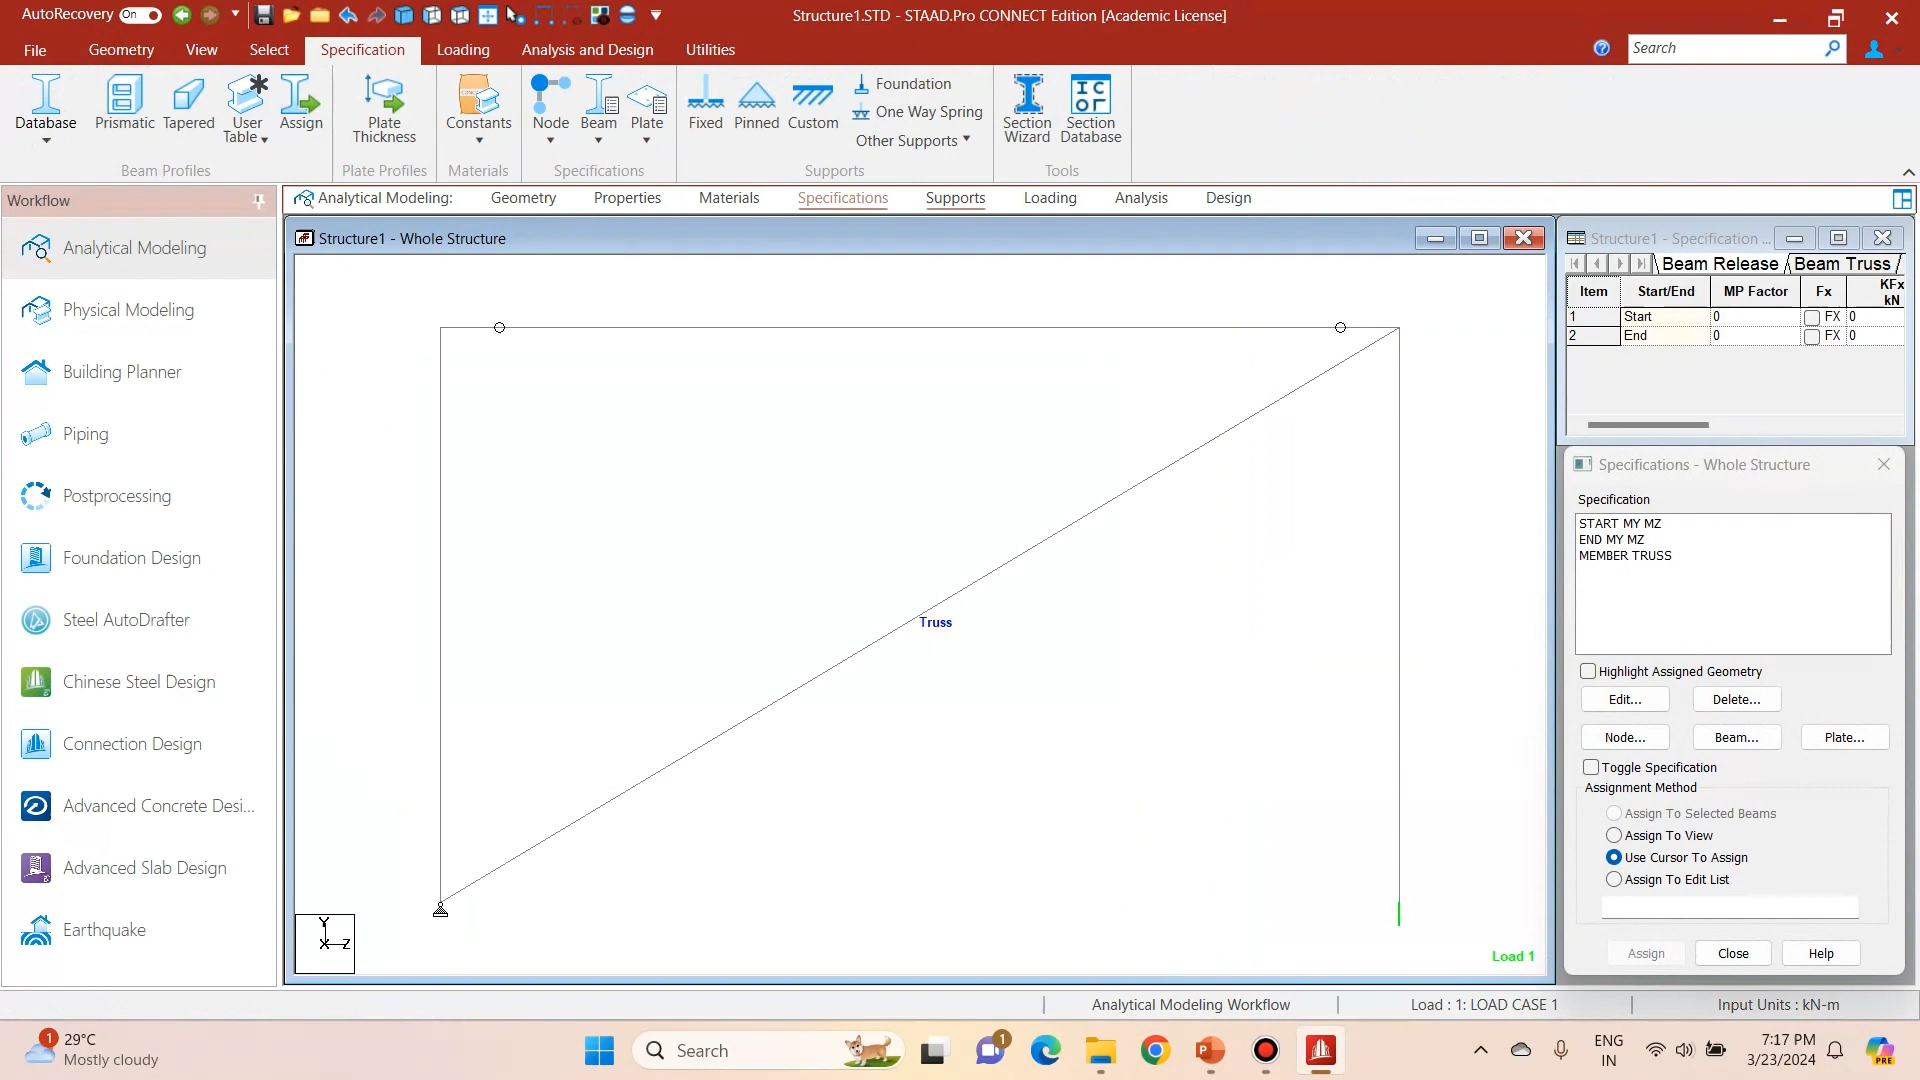 AutoRecovery On
Structure1.STD - STAAD.Pro CONNECT Edition [Academic License]
File Geometry View Select Specification Loading Analysis and Design Utilities
Search
Database
Prismatic
Tapered
User
Table
Assign
Beam Profiles
Plate
Thickness
Plate Profiles
Constants
Materials
Node
Beam
Plate
Specifications
Fixed
Pinned
Custom
Foundation
One Way Spring
Other Supports
Supports
Section
Wizard
Section
Database
Tools
Workflow
Analytical Modeling
Physical Modeling
Building Planner
Piping
Postprocessing
Foundation Design
Steel AutoDrafter
Chinese Steel Design
Connection Design
Advanced Concrete Desi...
Advanced Slab Design
Earthquake
Analytical Modeling: Geometry Properties Materials Specifications Supports Loading Analysis Design
Structure1 - Whole Structure
Truss
Y
X Z
Load 1
Structure1 - Specification ...
Beam Release Beam Truss
Item Start/End MP Factor Fx KFx
kN
1 Start 0 FX 0
2 End 0 FX 0
Specifications - Whole Structure
Specification
START MY MZ
END MY MZ
MEMBER TRUSS
Highlight Assigned Geometry
Edit... Delete...
Node... Beam... Plate...
Toggle Specification
Assignment Method
Assign To Selected Beams
Assign To View
Use Cursor To Assign
Assign To Edit List
Assign Close Help
Analytical Modeling Workflow Load : 1: LOAD CASE 1 Input Units : kN-m
1
29°C
Mostly cloudy
Search
1
ENG
IN
7:17 PM
3/23/2024
PRE